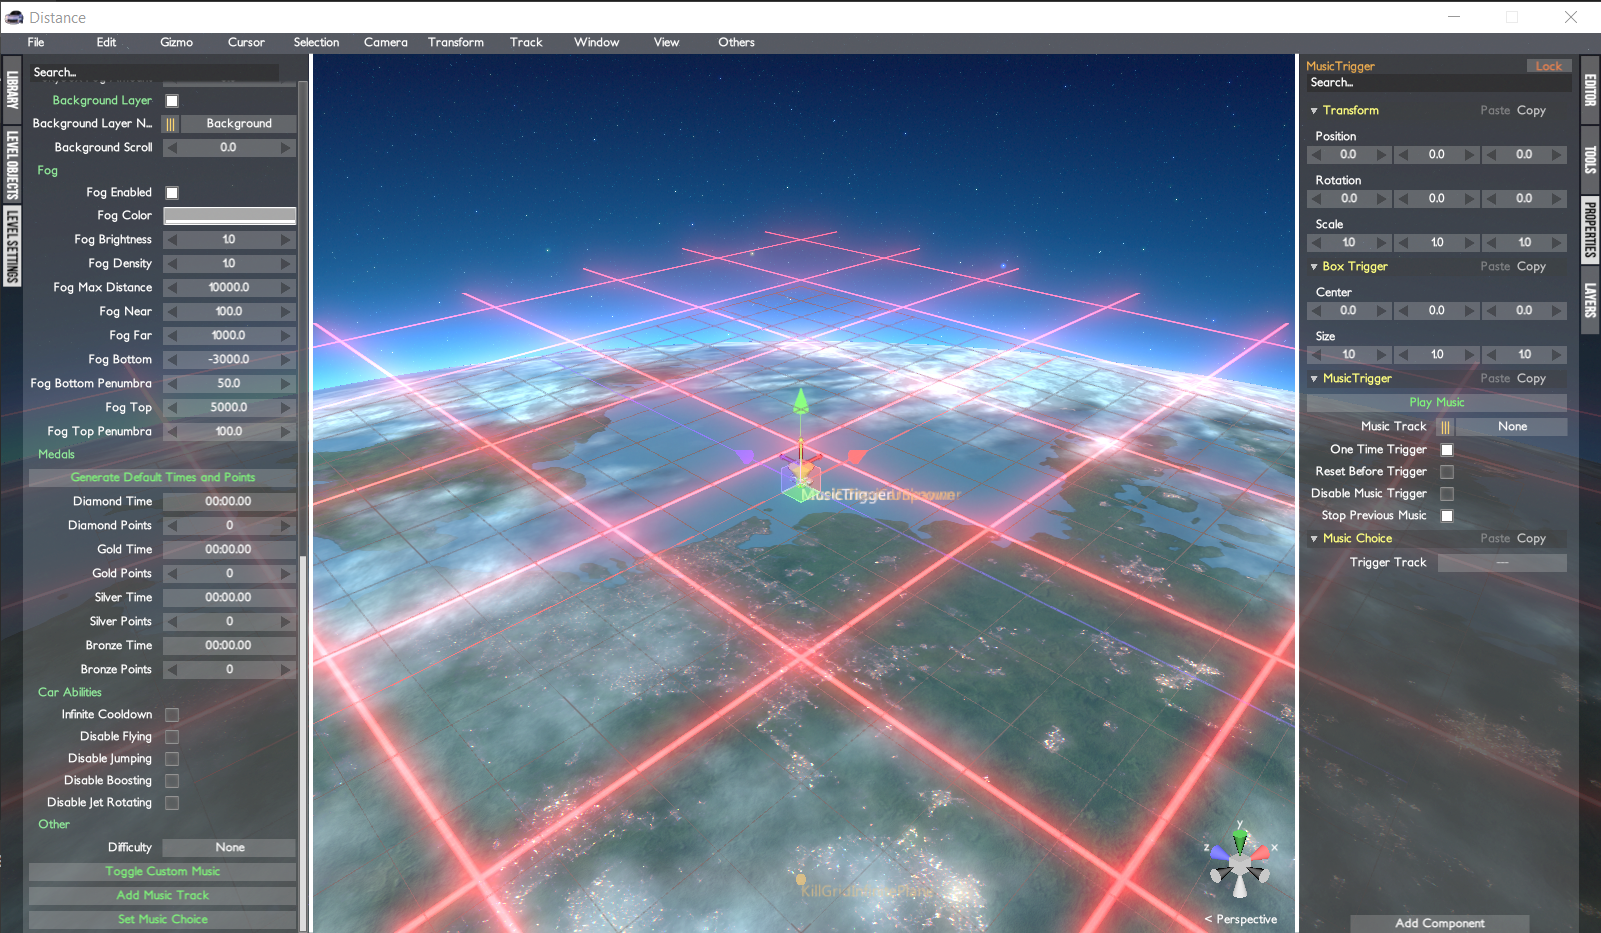 Distance
File Edit Gizmo Cursor Selection Camera Transform Track Window View Others
LIBRARY
LEVEL OBJECTS
LEVEL SETTINGS
Search...
Background Layer
Background Layer N... Background
Background Scroll 0.0
Fog
Fog Enabled
Fog Color
Fog Brightness 1.0
Fog Density 1.0
Fog Max Distance 10000.0
Fog Near 100.0
Fog Far 1000.0
Fog Bottom -3000.0
Fog Bottom Penumbra 50.0
Fog Top 5000.0
Fog Top Penumbra 100.0
Medals
Generate Default Times and Points
Diamond Time 00:00.00
Diamond Points 0
Gold Time 00:00.00
Gold Points 0
Silver Time 00:00.00
Silver Points 0
Bronze Time 00:00.00
Bronze Points 0
Car Abilities
Infinite Cooldown
Disable Flying
Disable Jumping
Disable Boosting
Disable Jet Rotating
Other
Difficulty None
Toggle Custom Music
Add Music Track
Set Music Choice
MusicTrigger
y
z x
< Perspective
MusicTrigger Lock
Search...
Transform Paste Copy
Position
0.0 0.0 0.0
Rotation
0.0 0.0 0.0
Scale
1.0 1.0 1.0
Box Trigger Paste Copy
Center
0.0 0.0 0.0
Size
1.0 1.0 1.0
MusicTrigger Paste Copy
Play Music
Music Track None
One Time Trigger
Reset Before Trigger
Disable Music Trigger
Stop Previous Music
Music Choice Paste Copy
Trigger Track —
Add Component
EDITOR
TOOLS
PROPERTIES
LAYERS